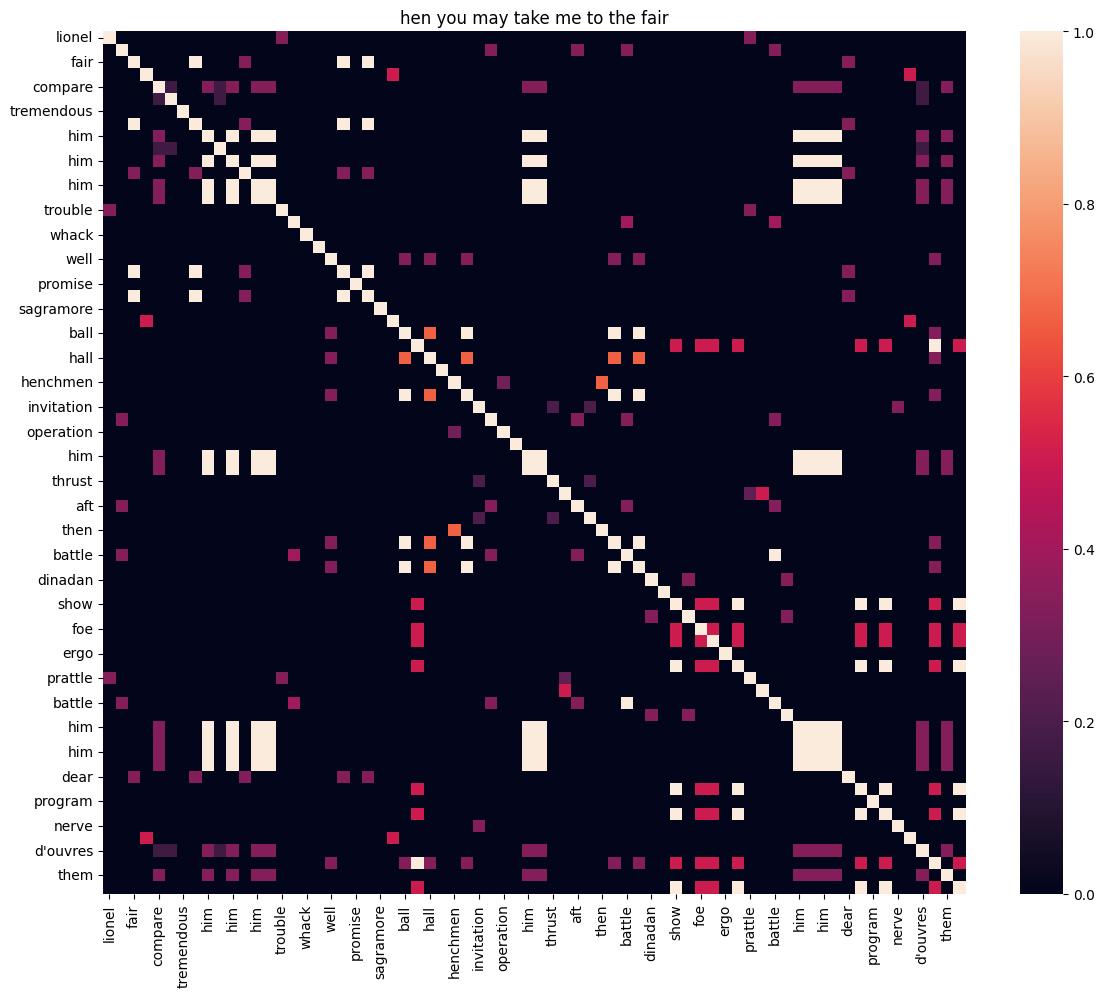 hen you may take me to the fair
lionel
fair
compare
tremendous
him
him
him
trouble
whack
well
promise
sagramore
ball
hall
henchmen
invitation
operation
him
thrust
aft
then
battle
dinadan
show
foe
ergo
prattle
battle
him
him
dear
program
nerve
d'ouvres
them
lionel
fair
compare
tremendous
him
him
him
trouble
whack
well
promise
sagramore
ball
hall
henchmen
invitation
operation
him
thrust
aft
then
battle
dinadan
show
foe
ergo
prattle
battle
him
him
dear
program
nerve
d'ouvres
them
1.0
0.8
0.6
0.4
0.2
0.0